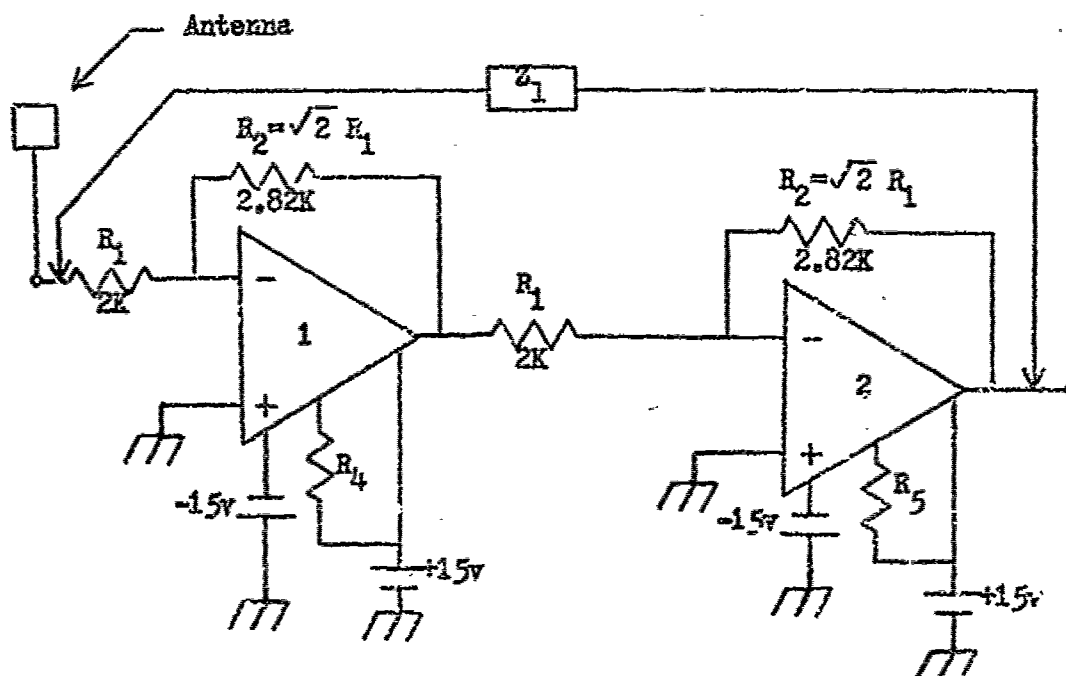 Antenna
Z1
R2=√2 R1
2.82K
R1
2K
-
1
+
R4
-15v
+15v
R1
2K
R2=√2 R1
2.82K
-
2
+
R5
-15v
+15v